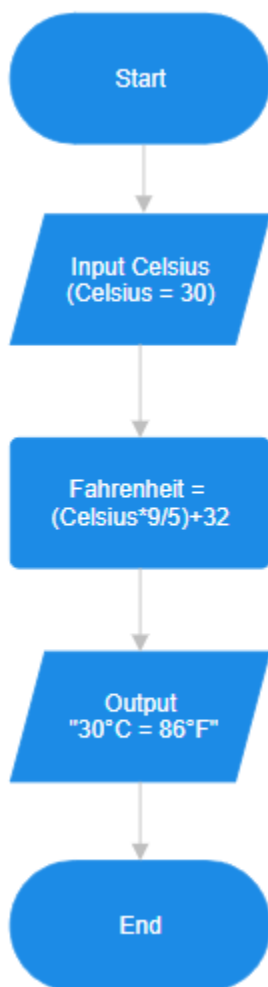 Start
Input Celsius
(Celsius = 30)
Fahrenheit =
(Celsius*9/5)+32
Output
"30°C = 86°F"
End